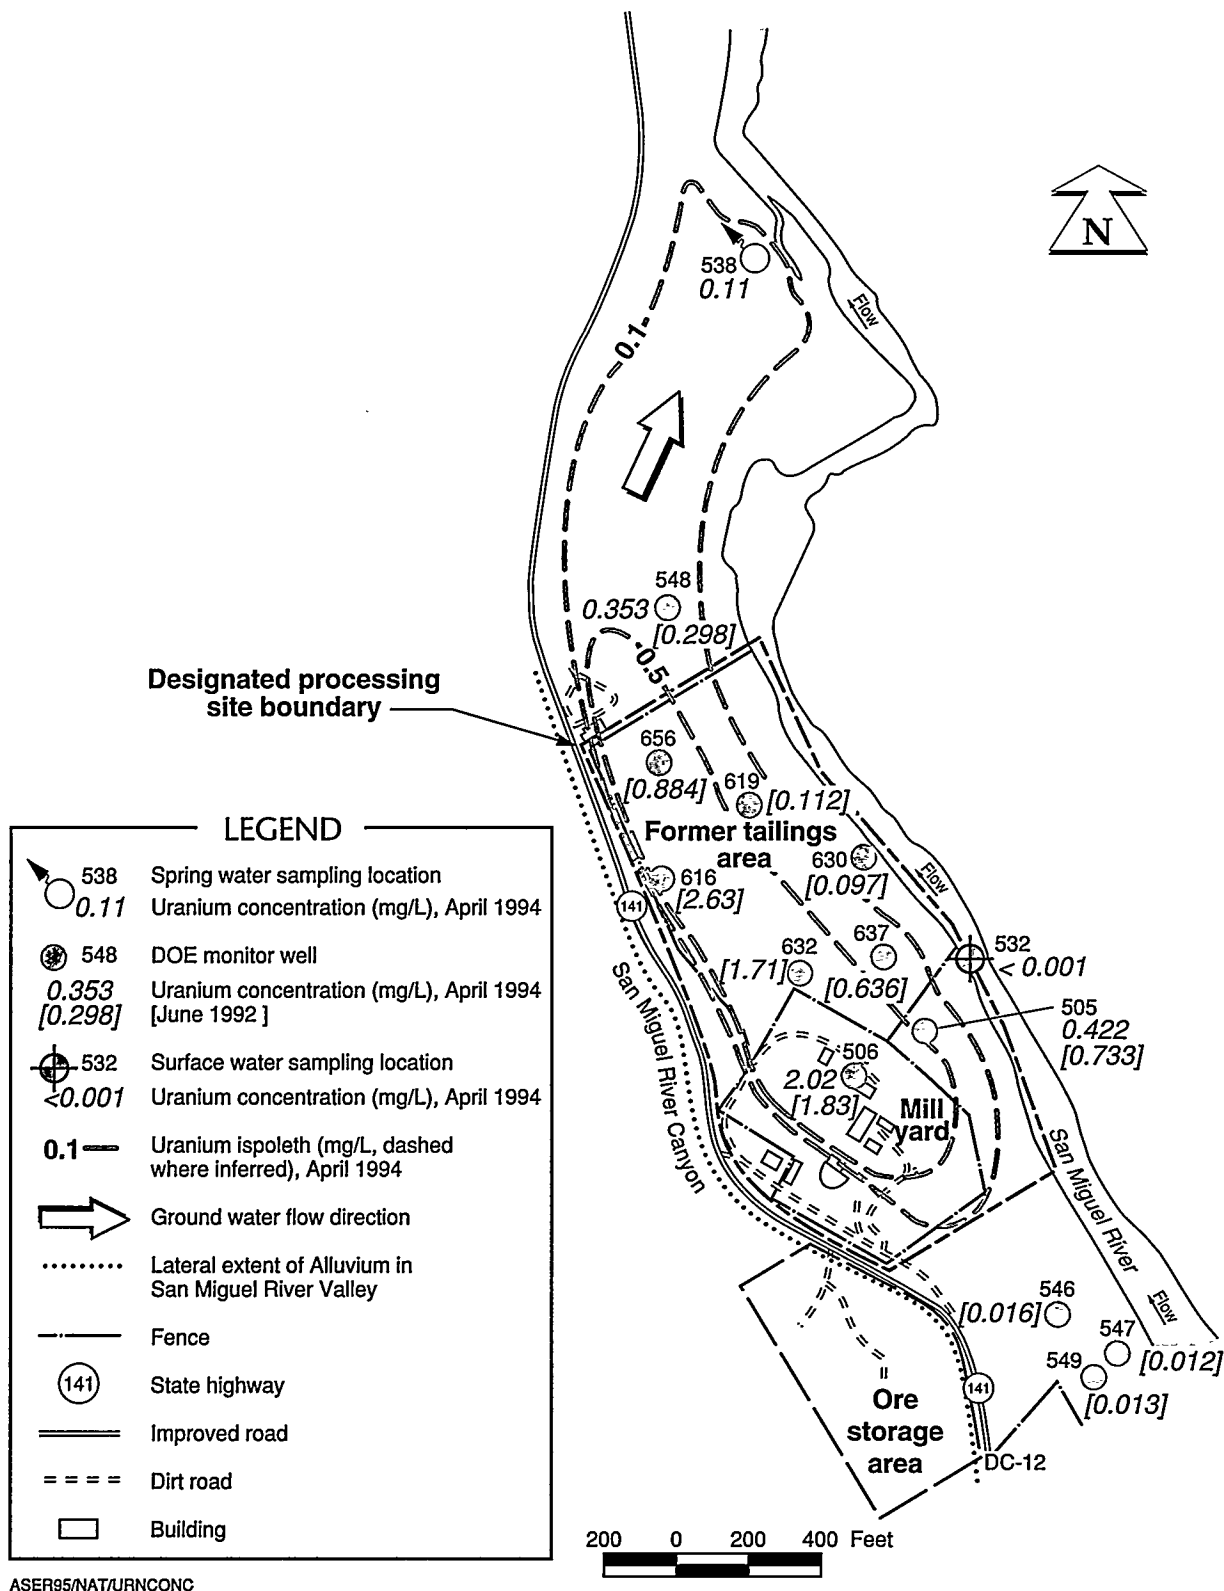 N
538
0.11
Flow
0.1
548
0.353
[0.298]
0.5
Designated processing
site boundary
656
[0.884]
619
[0.112]
Former tailings
area
630
[0.097]
Flow
616
[2.63]
141
632
[1.71]
637
[0.636]
532
< 0.001
505
0.422
[0.733]
San Miguel River Canyon
506
2.02
[1.83]
Mill
yard
San Miguel River
Flow
546
[0.016]
547
[0.012]
549
[0.013]
141
Ore
storage
area
DC-12
LEGEND
538 Spring water sampling location
0.11 Uranium concentration (mg/L), April 1994
548 DOE monitor well
0.353 Uranium concentration (mg/L), April 1994
[0.298] [June 1992 ]
532 Surface water sampling location
<0.001 Uranium concentration (mg/L), April 1994
0.1 Uranium ispoleth (mg/L, dashed
where inferred), April 1994
Ground water flow direction
Lateral extent of Alluvium in
San Miguel River Valley
Fence
141 State highway
Improved road
Dirt road
Building
200 0 200 400 Feet
ASER95/NAT/URNCONC